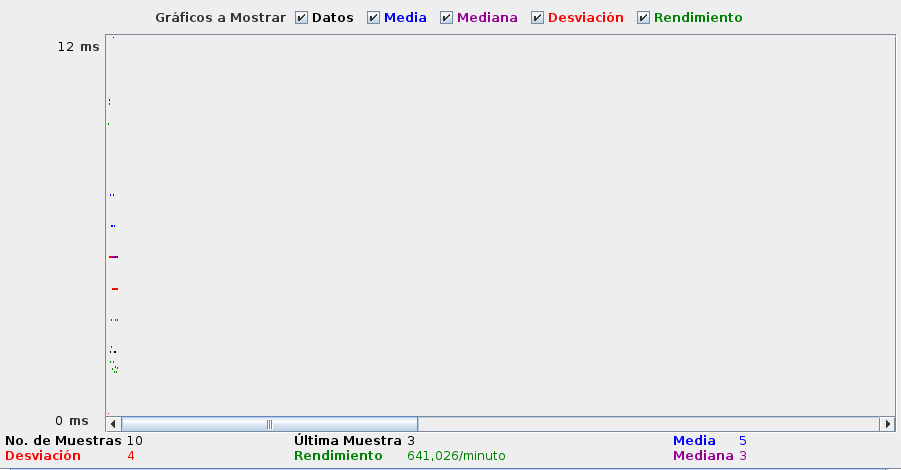 Gráficos a Mostrar Datos Media Mediana Desviación Rendimiento
12 ms
0 ms
No. de Muestras 10 Última Muestra 3 Media 5
Desviación 4 Rendimiento 641,026/minuto Mediana 3